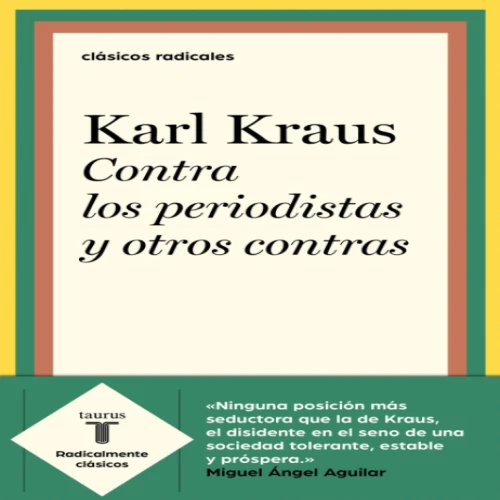 clásicos radicales
Karl Kraus
Contra
los periodistas
y otros contras
taurus
T
Radicalmente
clásicos
«Ninguna posición más
seductora que la de Kraus,
el disidente en el seno de una
sociedad tolerante, estable
y próspera.»
Miguel Ángel Aguilar